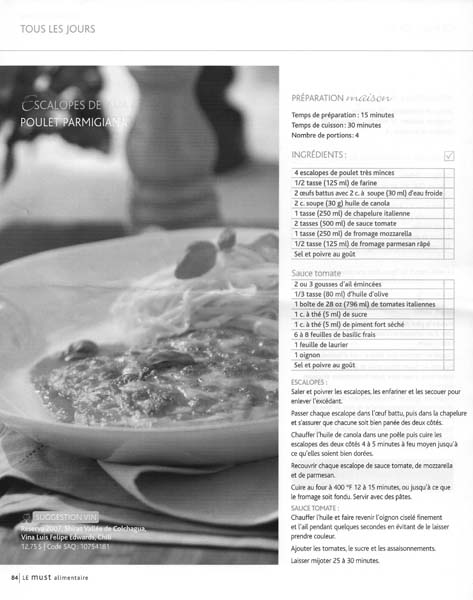 TOUS LES JOURS
ESCALOPES DE
POULET PARMIGIANA
PRÉPARATION maison
Temps de préparation : 15 minutes
Temps de cuisson : 30 minutes
Nombre de portions : 4
INGRÉDIENTS :
4 escalopes de poulet très minces
1/2 tasse (125 ml) de farine
2 œufs battus avec 2 c. à soupe (30 ml) d'eau froide
2 c. soupe (30 g) huile de canola
1 tasse (250 ml) de chapelure italienne
2 tasses (500 ml) de sauce tomate
1 tasse (250 ml) de fromage mozzarella
1/2 tasse (125 ml) de fromage parmesan râpé
Sel et poivre au goût
Sauce tomate
2 ou 3 gousses d'ail émincées
1/3 tasse (80 ml) d'huile d'olive
1 boîte de 28 oz (796 ml) de tomates italiennes
1 c. à thé (5 ml) de sucre
1 c. à thé (5 ml) de piment fort séché
6 à 8 feuilles de basilic frais
1 feuille de laurier
1 oignon
Sel et poivre au goût
ESCALOPES :
Saler et poivrer les escalopes, les enfariner et les secouer pour
enlever l'excédant.
Passer chaque escalope dans l'œuf battu, puis dans la chapelure
et s'assurer que chacune soit bien panée des deux côtés.
Chauffer l'huile de canola dans une poêle puis cuire les
escalopes des deux côtés 4 à 5 minutes à feu moyen jusqu'à
ce qu'elles soient bien dorées.
Recouvrir chaque escalope de sauce tomate, de mozzarella
et de parmesan.
Cuire au four à 400 °F 12 à 15 minutes, ou jusqu'à ce que
le fromage soit fondu. Servir avec des pâtes.
SAUCE TOMATE :
Chauffer l'huile et faire revenir l'oignon ciselé finement
et l'ail pendant quelques secondes en évitant de le laisser
prendre couleur.
Ajouter les tomates, le sucre et les assaisonnements.
Laisser mijoter 25 à 30 minutes.
SUGGESTION VIN
Reserva 2007, Shiraz Vallée de Colchagua,
Vina Luis Felipe Edwards, Chili
12,75 $ | Code SAQ : 10754181
84 | LE must alimentaire